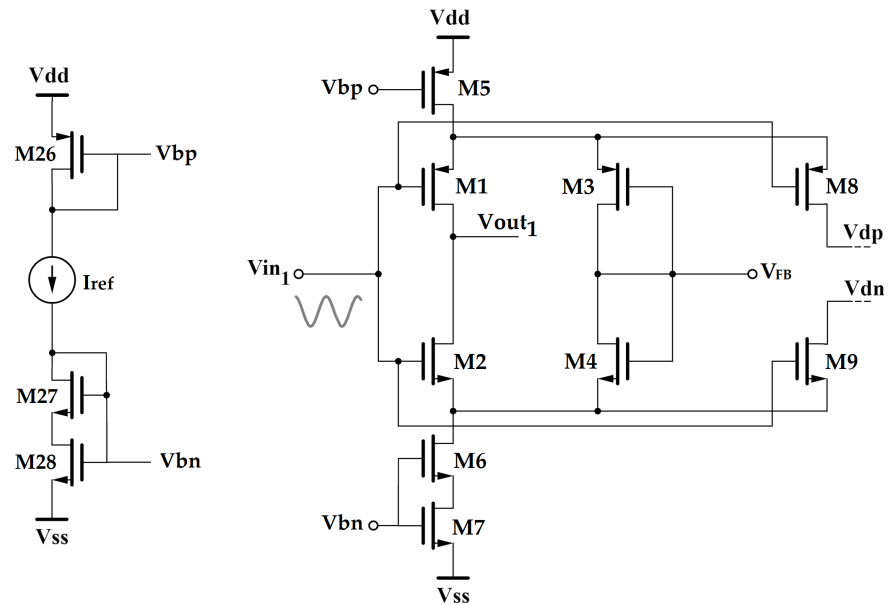 Vdd
Vbp
M5
Vdd
M26
Vbp
M1
M3
M8
Vout1
Vdp
Vin1
VFB
Iref
Vdn
M2
M4
M9
M27
M28
Vbn
M6
Vbn
M7
Vss
Vss